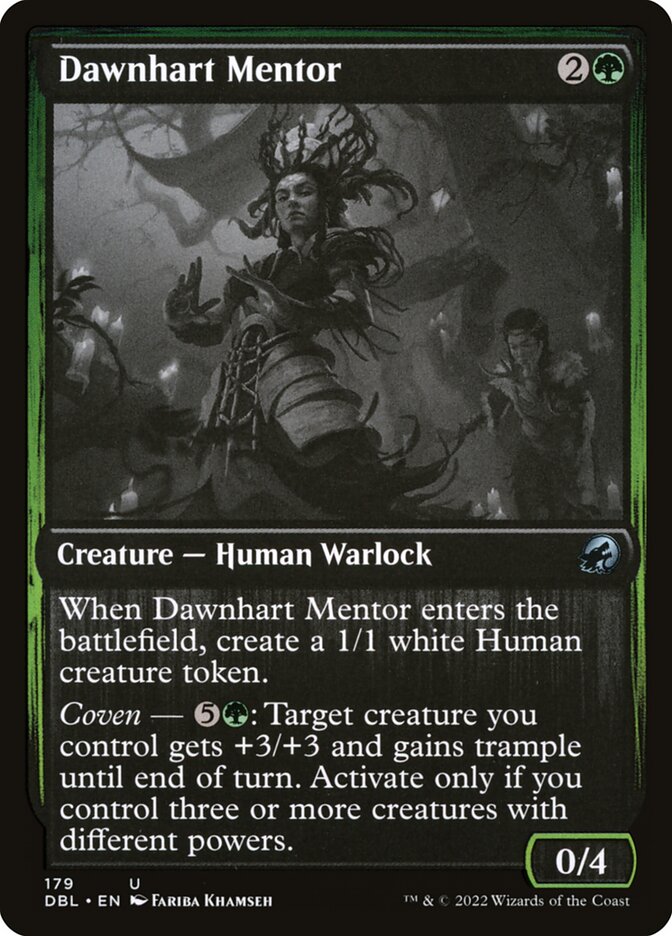 Dawnhart Mentor 2
Creature — Human Warlock
When Dawnhart Mentor enters the
battlefield, create a 1/1 white Human
creature token.
Coven — 5: Target creature you
control gets +3/+3 and gains trample
until end of turn. Activate only if you
control three or more creatures with
different powers.
0/4
179 U
DBL • EN Fariba Khamseh
™ & © 2022 Wizards of the Coast